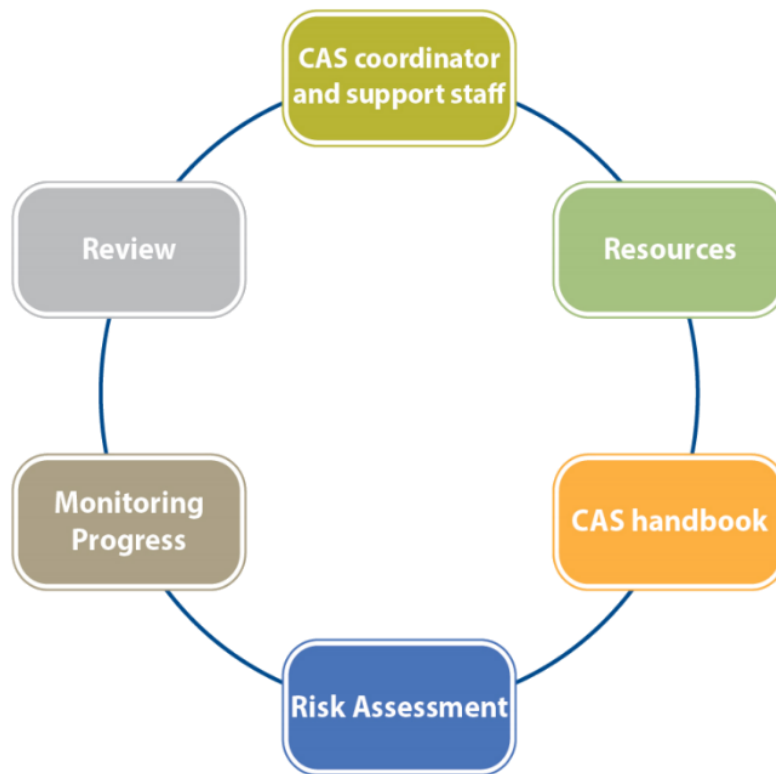 CAS coordinator
and support staff
Resources
CAS handbook
Risk Assessment
Monitoring
Progress
Review